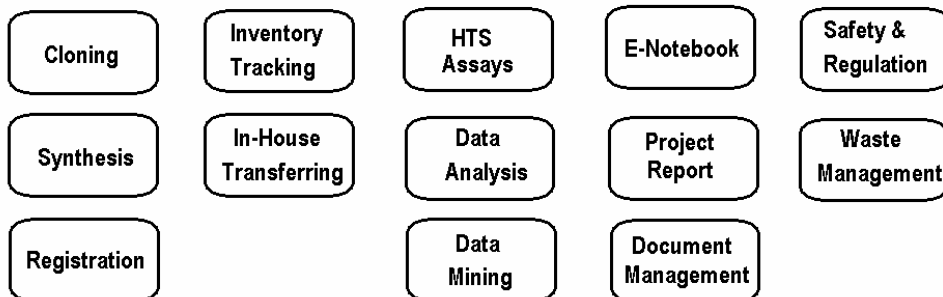 Cloning
Inventory
Tracking
HTS
Assays
E-Notebook
Safety &
Regulation
Synthesis
In-House
Transferring
Data
Analysis
Project
Report
Waste
Management
Registration
Data
Mining
Document
Management